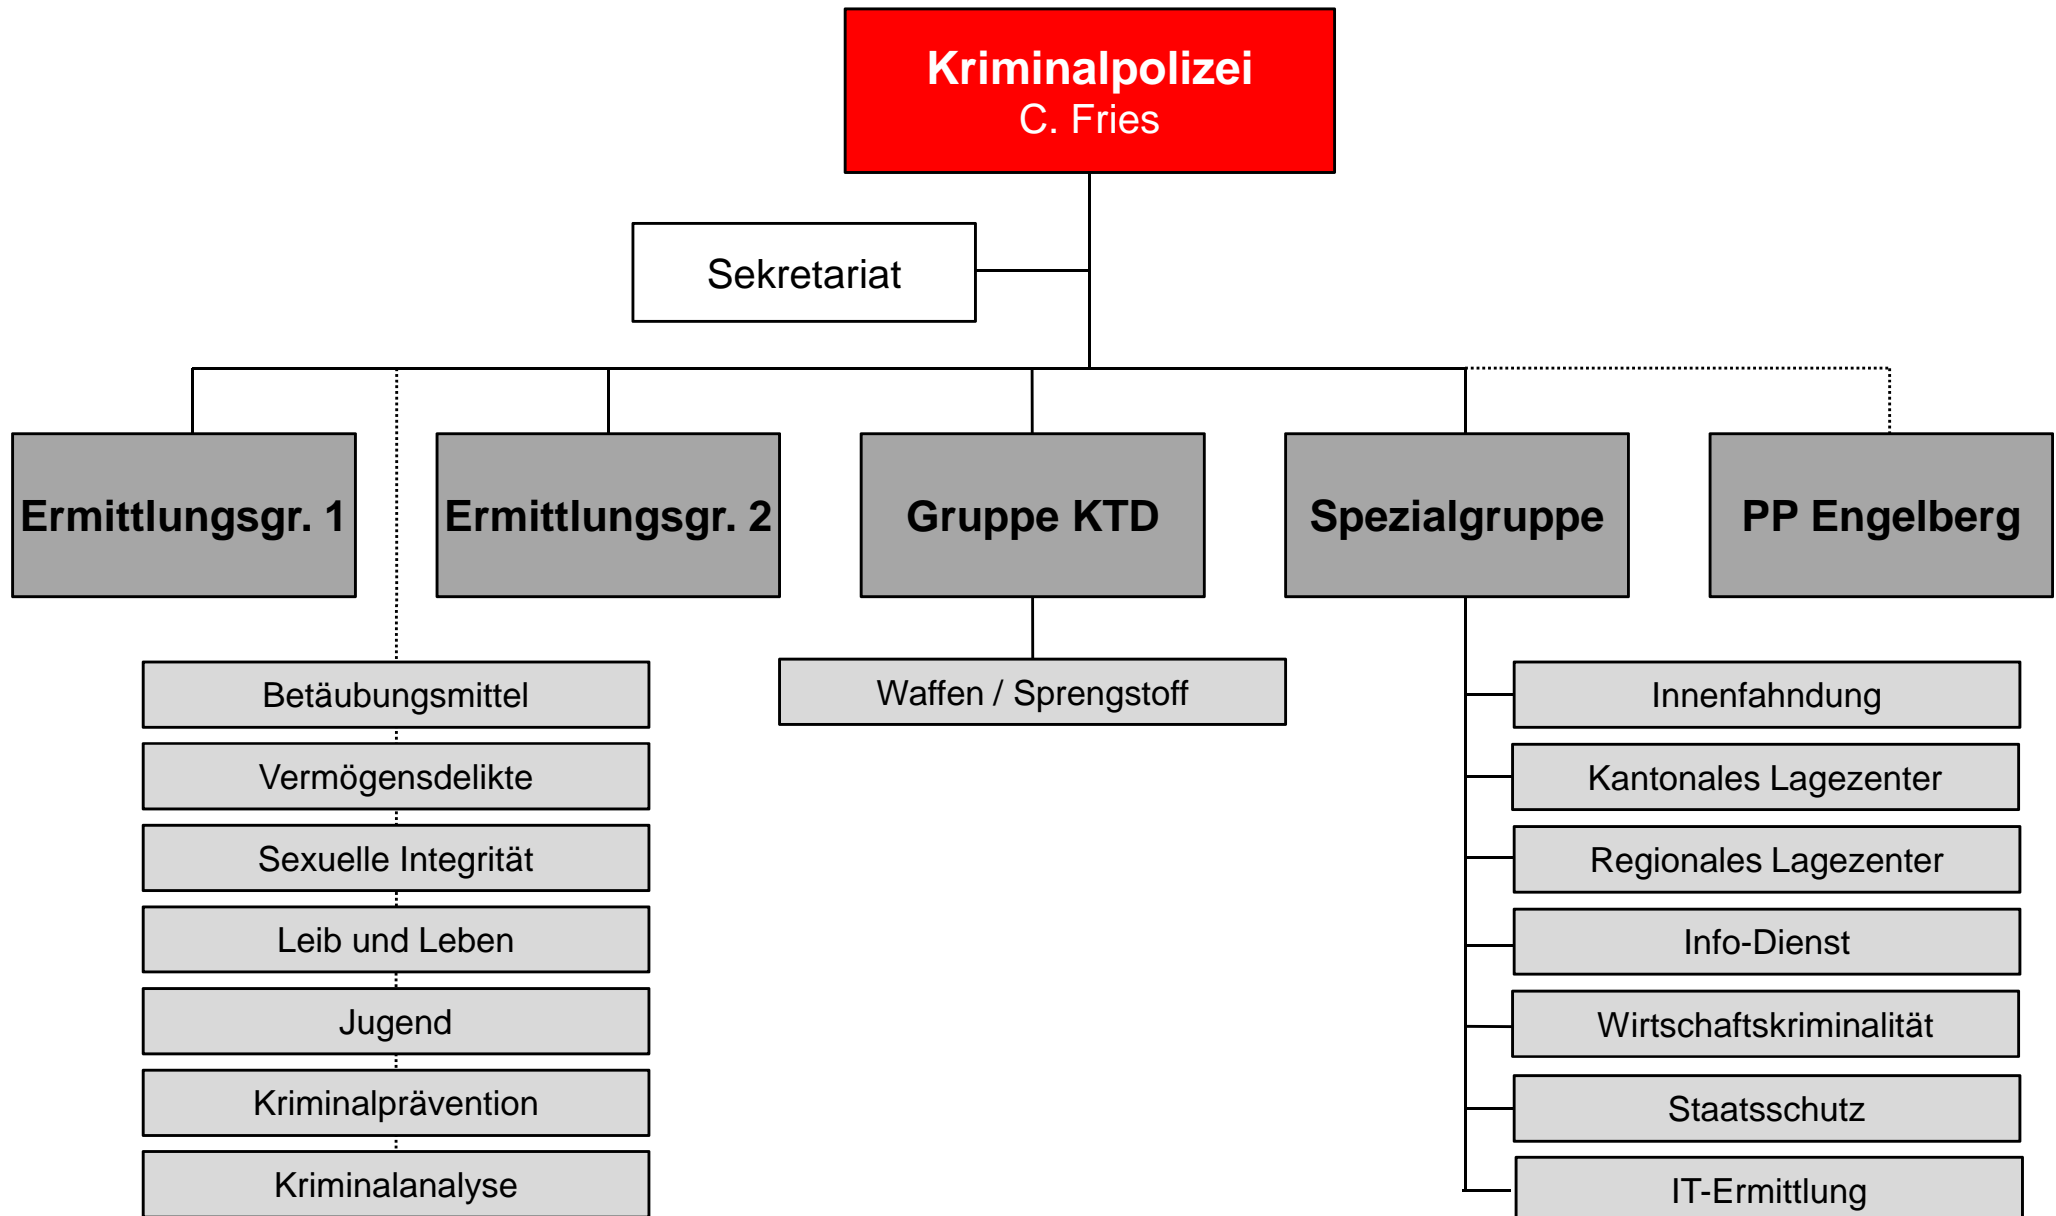 Kriminalpolizei
C. Fries
Sekretariat
Ermittlungsgr. 1
Ermittlungsgr. 2
Gruppe KTD
Spezialgruppe
PP Engelberg
Betäubungsmittel
Vermögensdelikte
Sexuelle Integrität
Leib und Leben
Jugend
Kriminalprävention
Kriminalanalyse
Waffen / Sprengstoff
Innenfahndung
Kantonales Lagezenter
Regionales Lagezenter
Info-Dienst
Wirtschaftskriminalität
Staatsschutz
IT-Ermittlung